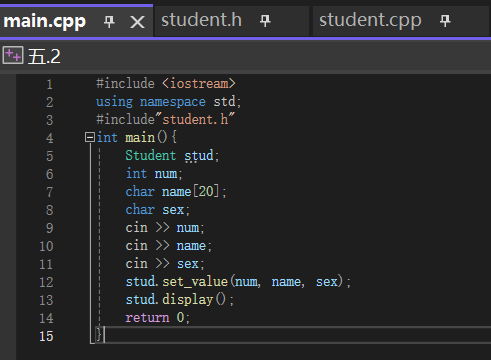 main.cpp student.h student.cpp
五.2
1 #include <iostream>
2 using namespace std;
3 #include"student.h"
4 int main(){
5 Student stud;
6 int num;
7 char name[20];
8 char sex;
9 cin >> num;
10 cin >> name;
11 cin >> sex;
12 stud.set_value(num, name, sex);
13 stud.display();
14 return 0;
15 }